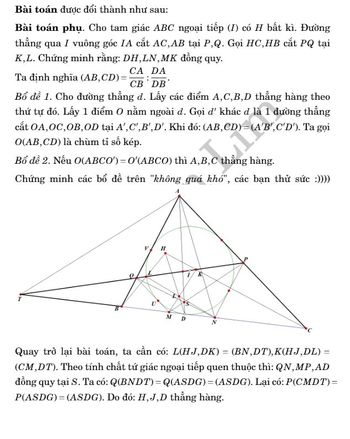 Bài toán được đổi thành như sau:
Bài toán phụ. Cho tam giác ABC ngoại tiếp (I) có H bất kì. Đường
thẳng qua I vuông góc IA cắt AC,AB tại P,Q. Gọi HC,HB cắt PQ tại
K,L. Chứng minh rằng: DH,LN,MK đồng quy.
Ta định nghĩa (AB,CD) = CA/CB : DA/DB.
Bổ đề 1. Cho đường thẳng d. Lấy các điểm A,C,B,D thẳng hàng theo
thứ tự đó. Lấy 1 điểm O nằm ngoài d. Gọi d' khác d là 1 đường thẳng
cắt OA,OC,OB,OD tại A',C',B',D'. Khi đó: (AB,CD) = (A'B',C'D'). Ta gọi
O(AB,CD) là chùm tỉ số kép.
Bổ đề 2. Nếu O(ABCO') = O'(ABCO) thì A,B,C thẳng hàng.
Chứng minh các bổ đề trên "không quá khó", các bạn thử sức :))))
A
V
H
P
Q
L
I
K
T
B
U
S
M
D
N
C
Quay trở lại bài toán, ta cần có: L(HJ,DK) = (BN,DT),K(HJ,DL) =
(CM,DT). Theo tính chất tứ giác ngoại tiếp quen thuộc thì: QN,MP,AD
đồng quy tại S. Ta có: Q(BNDT) = Q(ASDG) = (ASDG). Lại có: P(CMDT) =
P(ASDG) = (ASDG). Do đó: H,J,D thẳng hàng.